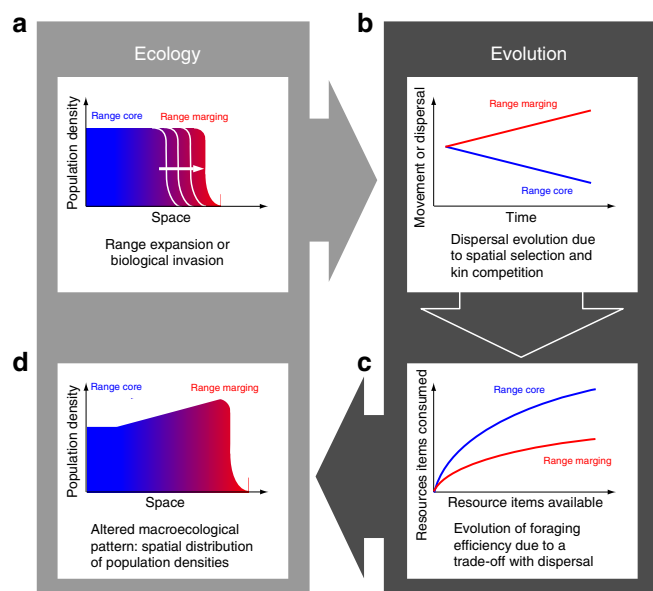 a
Ecology
Population density
Range core
Range marging
Space
Range expansion or
biological invasion
b
Evolution
Movement or dispersal
Range marging
Range core
Time
Dispersal evolution due
to spatial selection and
kin competition
d
Population density
Range core
Range marging
Space
Altered macroecological
pattern: spatial distribution
of population densities
c
Resources items consumed
Range core
Range marging
Resource items available
Evolution of foraging
efficiency due to a
trade-off with dispersal